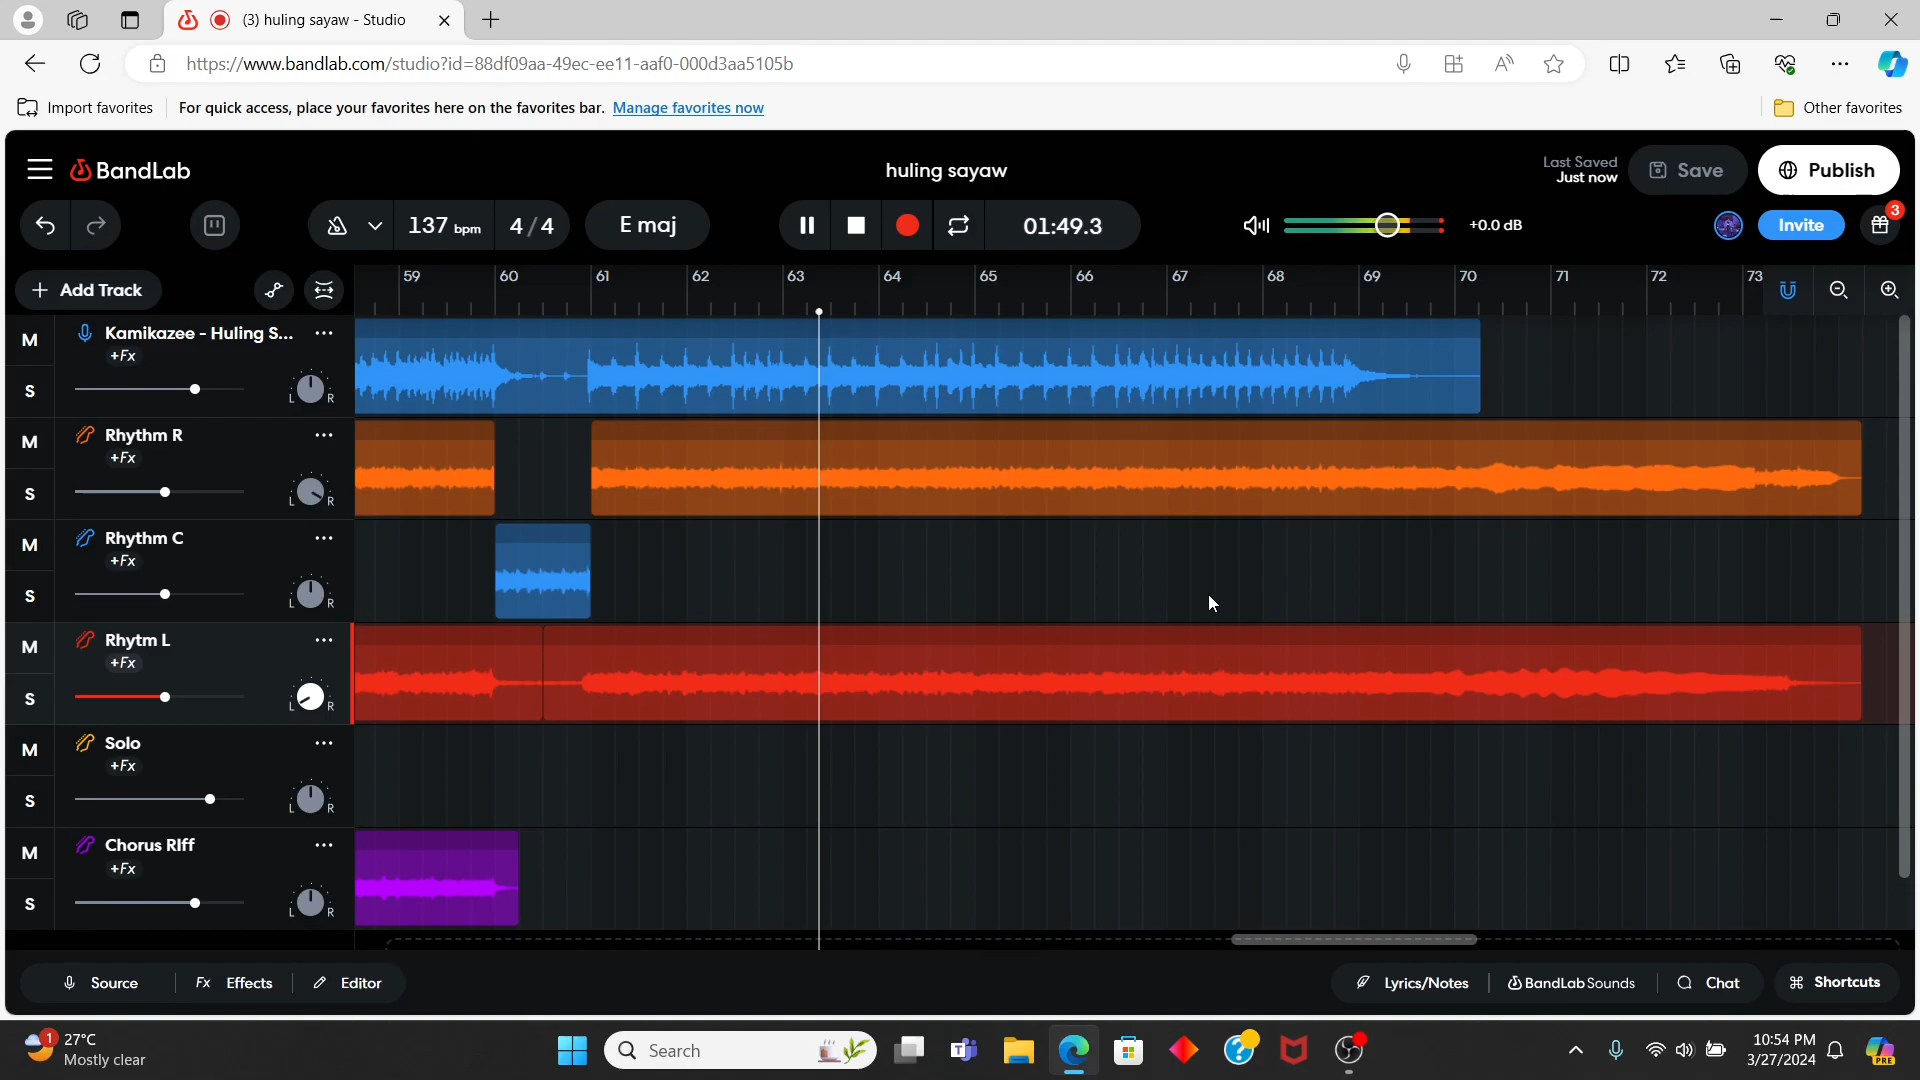 (3) huling sayaw - Studio
https://www.bandlab.com/studio?id=88df09aa-49ec-ee11-aaf0-000d3aa5105b
Import favorites
For quick access, place your favorites here on the favorites bar. Manage favorites now
Other favorites
BandLab
huling sayaw
Last Saved
Just now
Save
Publish
137 bpm
4/4
E maj
01:49.3
+0.0 dB
Invite
3
+ Add Track
59 60 61 62 63 64 65 66 67 68 69 70 71 72 73
M
Kamikazee - Huling S...
+Fx
S
L R
M
Rhythm R
+Fx
S
L R
M
Rhythm C
+Fx
S
L R
M
Rhytm L
+Fx
S
L R
M
Solo
+Fx
S
L R
M
Chorus RIff
+Fx
S
L R
Source
Fx Effects
Editor
Lyrics/Notes
BandLab Sounds
Chat
Shortcuts
1
27°C
Mostly clear
Search
10:54 PM
3/27/2024
PRE